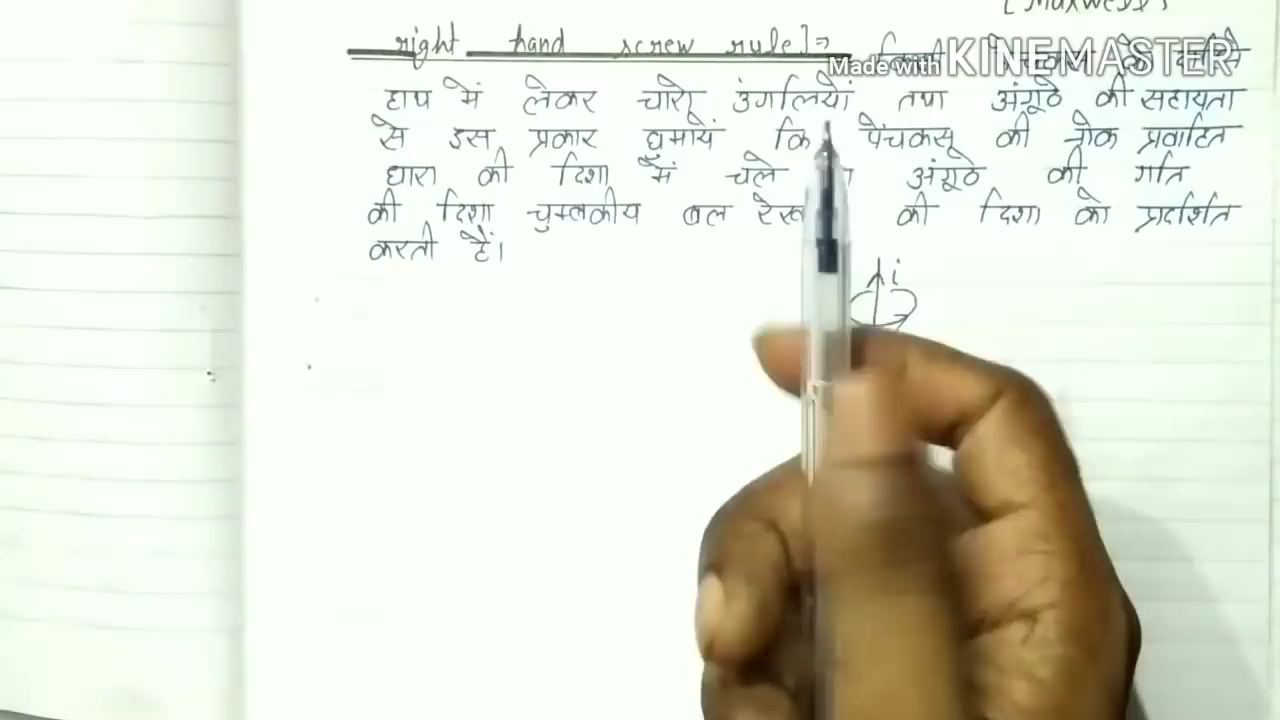 [Maxwell's
right hand screw rule]⇒ किसी पेंचकस को दाहिने
Made with KINEMASTER
हाथ में लेकर चारो उंगलियों तथा अंगूठे की सहायता
से इस प्रकार घुमायें कि पेंचकस की नोक प्रवाहित
धारा की दिशा में चले अंगूठे की गति
की दिशा चुम्बकीय बल की दिशा को प्रदर्शित
करती हैं।
i